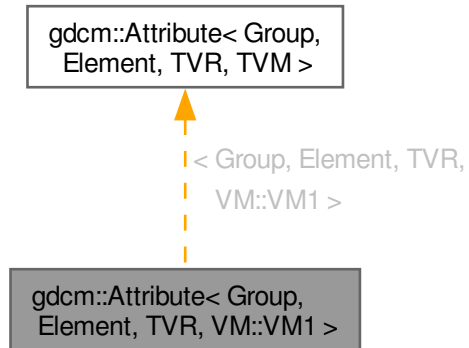 gdcm::Attribute< Group,
Element, TVR, TVM >
< Group, Element, TVR,
VM::VM1 >
gdcm::Attribute< Group,
Element, TVR, VM::VM1 >